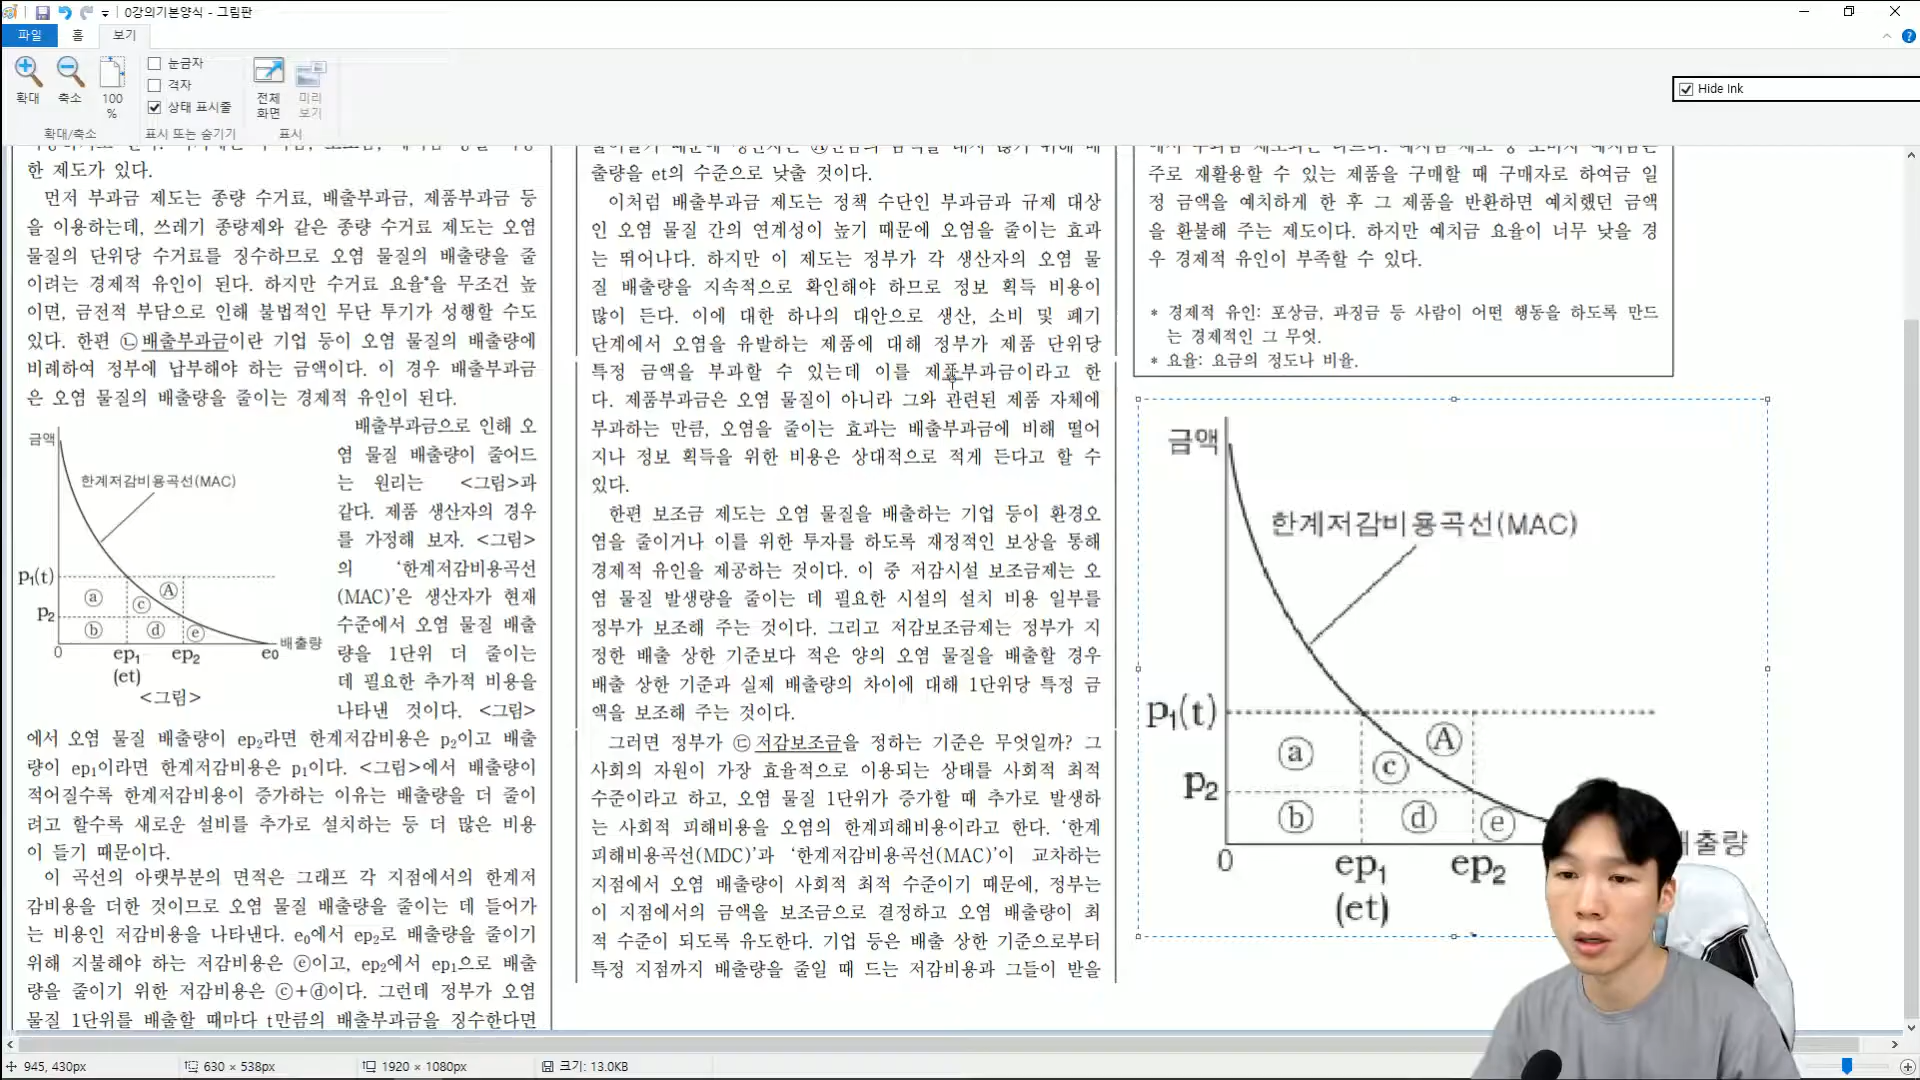 0강의기본양식 - 그림판
파일 홈 보기
확대
축소
100
%
눈금자
격자
상태 표시줄
전체
화면
미리
보기
확대/축소
표시 또는 숨기기
표시
Hide Ink
한 제도가 있다.
먼저 부과금 제도는 종량 수거료, 배출부과금, 제품부과금 등
을 이용하는데, 쓰레기 종량제와 같은 종량 수거료 제도는 오염
물질의 단위당 수거료를 징수하므로 오염 물질의 배출량을 줄
이려는 경제적 유인이 된다. 하지만 수거료 요율*을 무조건 높
이면, 금전적 부담으로 인해 불법적인 무단 투기가 성행할 수도
있다. 한편 ㉡배출부과금이란 기업 등이 오염 물질의 배출량에
비례하여 정부에 납부해야 하는 금액이다. 이 경우 배출부과금
은 오염 물질의 배출량을 줄이는 경제적 유인이 된다.
금액
한계저감비용곡선(MAC)
p₁(t)
p₂
ⓐ
ⓑ
ⓒ
Ⓐ
ⓓ
ⓔ
0
ep₁
(et)
ep₂
e₀
배출량
<그림>
배출부과금으로 인해 오
염 물질 배출량이 줄어드
는 원리는 <그림>과
같다. 제품 생산자의 경우
를 가정해 보자. <그림>
의 ‘한계저감비용곡선
(MAC)’은 생산자가 현재
수준에서 오염 물질 배출
량을 1단위 더 줄이는
데 필요한 추가적 비용을
나타낸 것이다. <그림>
에서 오염 물질 배출량이 ep₂라면 한계저감비용은 p₂이고 배출
량이 ep₁이라면 한계저감비용은 p₁이다. <그림>에서 배출량이
적어질수록 한계저감비용이 증가하는 이유는 배출량을 더 줄이
려고 할수록 새로운 설비를 추가로 설치하는 등 더 많은 비용
이 들기 때문이다.
이 곡선의 아랫부분의 면적은 그래프 각 지점에서의 한계저
감비용을 더한 것이므로 오염 물질 배출량을 줄이는 데 들어가
는 비용인 저감비용을 나타낸다. e₀에서 ep₂로 배출량을 줄이기
위해 지불해야 하는 저감비용은 ⓔ이고, ep₂에서 ep₁으로 배출
량을 줄이기 위한 저감비용은 ⓒ+ⓓ이다. 그런데 정부가 오염
물질 1단위를 배출할 때마다 t만큼의 배출부과금을 징수한다면
출량을 et의 수준으로 낮출 것이다.
이처럼 배출부과금 제도는 정책 수단인 부과금과 규제 대상
인 오염 물질 간의 연계성이 높기 때문에 오염을 줄이는 효과
는 뛰어나다. 하지만 이 제도는 정부가 각 생산자의 오염 물
질 배출량을 지속적으로 확인해야 하므로 정보 획득 비용이
많이 든다. 이에 대한 하나의 대안으로 생산, 소비 및 폐기
단계에서 오염을 유발하는 제품에 대해 정부가 제품 단위당
특정 금액을 부과할 수 있는데 이를 제품부과금이라고 한
다. 제품부과금은 오염 물질이 아니라 그와 관련된 제품 자체에
부과하는 만큼, 오염을 줄이는 효과는 배출부과금에 비해 떨어
지나 정보 획득을 위한 비용은 상대적으로 적게 든다고 할 수
있다.
한편 보조금 제도는 오염 물질을 배출하는 기업 등이 환경오
염을 줄이거나 이를 위한 투자를 하도록 재정적인 보상을 통해
경제적 유인을 제공하는 것이다. 이 중 저감시설 보조금제는 오
염 물질 발생량을 줄이는 데 필요한 시설의 설치 비용 일부를
정부가 보조해 주는 것이다. 그리고 저감보조금제는 정부가 지
정한 배출 상한 기준보다 적은 양의 오염 물질을 배출할 경우
배출 상한 기준과 실제 배출량의 차이에 대해 1단위당 특정 금
액을 보조해 주는 것이다.
그러면 정부가 ㉢저감보조금을 정하는 기준은 무엇일까? 그
사회의 자원이 가장 효율적으로 이용되는 상태를 사회적 최적
수준이라고 하고, 오염 물질 1단위가 증가할 때 추가로 발생하
는 사회적 피해비용을 오염의 한계피해비용이라고 한다. ‘한계
피해비용곡선(MDC)’과 ‘한계저감비용곡선(MAC)’이 교차하는
지점에서 오염 배출량이 사회적 최적 수준이기 때문에, 정부는
이 지점에서의 금액을 보조금으로 결정하고 오염 배출량이 최
적 수준이 되도록 유도한다. 기업 등은 배출 상한 기준으로부터
특정 지점까지 배출량을 줄일 때 드는 저감비용과 그들이 받을
주로 재활용할 수 있는 제품을 구매할 때 구매자로 하여금 일
정 금액을 예치하게 한 후 그 제품을 반환하면 예치했던 금액
을 환불해 주는 제도이다. 하지만 예치금 요율이 너무 낮을 경
우 경제적 유인이 부족할 수 있다.
* 경제적 유인: 포상금, 과징금 등 사람이 어떤 행동을 하도록 만드
는 경제적인 그 무엇.
* 요율: 요금의 정도나 비율.
금액
한계저감비용곡선(MAC)
p₁(t)
p₂
ⓐ
ⓑ
ⓒ
Ⓐ
ⓓ
ⓔ
0
ep₁
(et)
ep₂
배출량
945, 430px
630 × 538px
1920 × 1080px
크기: 13.0KB